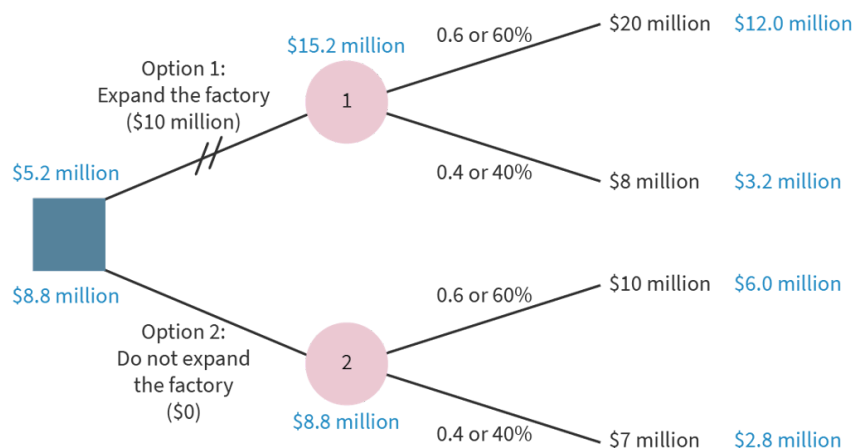 $15.2 million
0.6 or 60%
$20 million
$12.0 million
Option 1:
Expand the factory
($10 million)
1
$5.2 million
0.4 or 40%
$8 million
$3.2 million
$8.8 million
0.6 or 60%
$10 million
$6.0 million
Option 2:
Do not expand
the factory
($0)
2
$8.8 million
0.4 or 40%
$7 million
$2.8 million